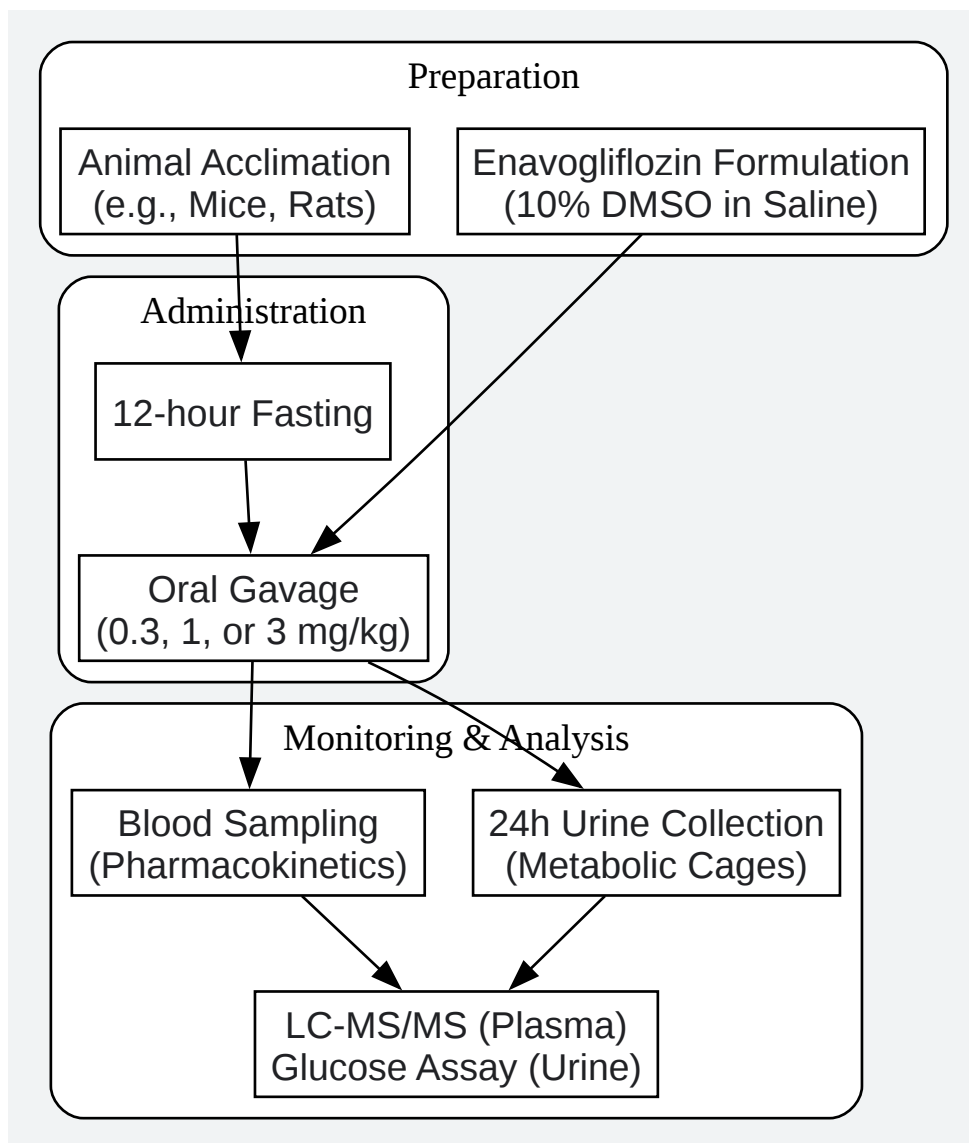 Preparation
Animal Acclimation
(e.g., Mice, Rats)
Enavogliflozin Formulation
(10% DMSO in Saline)
Administration
12-hour Fasting
Oral Gavage
(0.3, 1, or 3 mg/kg)
Monitoring & Analysis
Blood Sampling
(Pharmacokinetics)
24h Urine Collection
(Metabolic Cages)
LC-MS/MS (Plasma)
Glucose Assay (Urine)